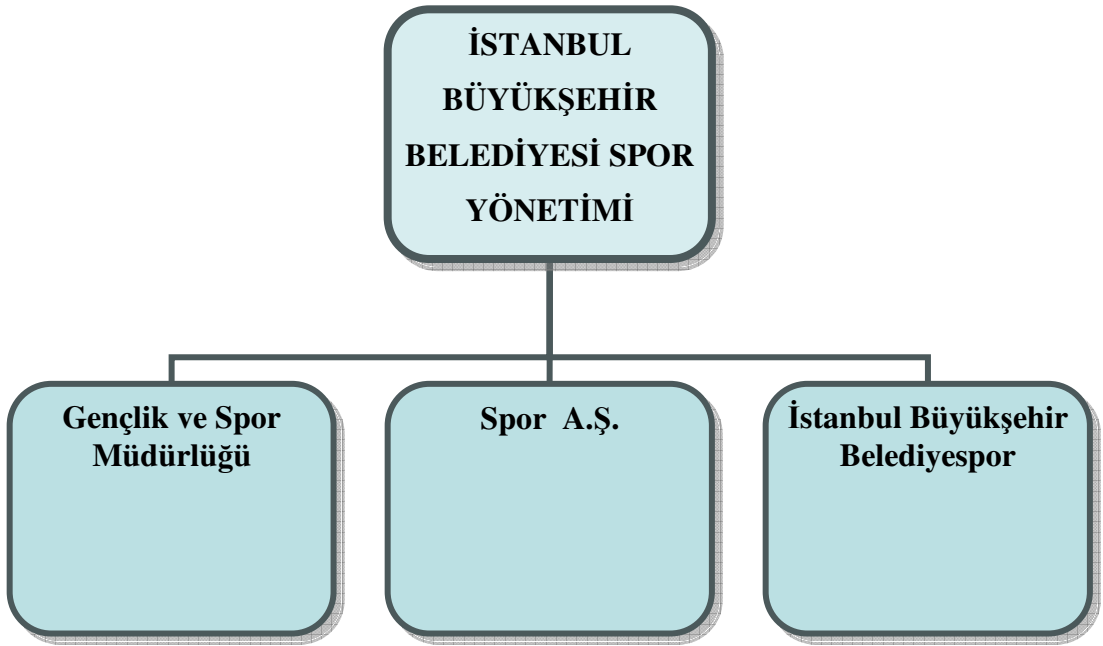 İSTANBUL
BÜYÜKŞEHİR
BELEDİYESİ SPOR
YÖNETİMİ
Gençlik ve Spor
Müdürlüğü
Spor A.Ş.
İstanbul Büyükşehir
Belediyespor